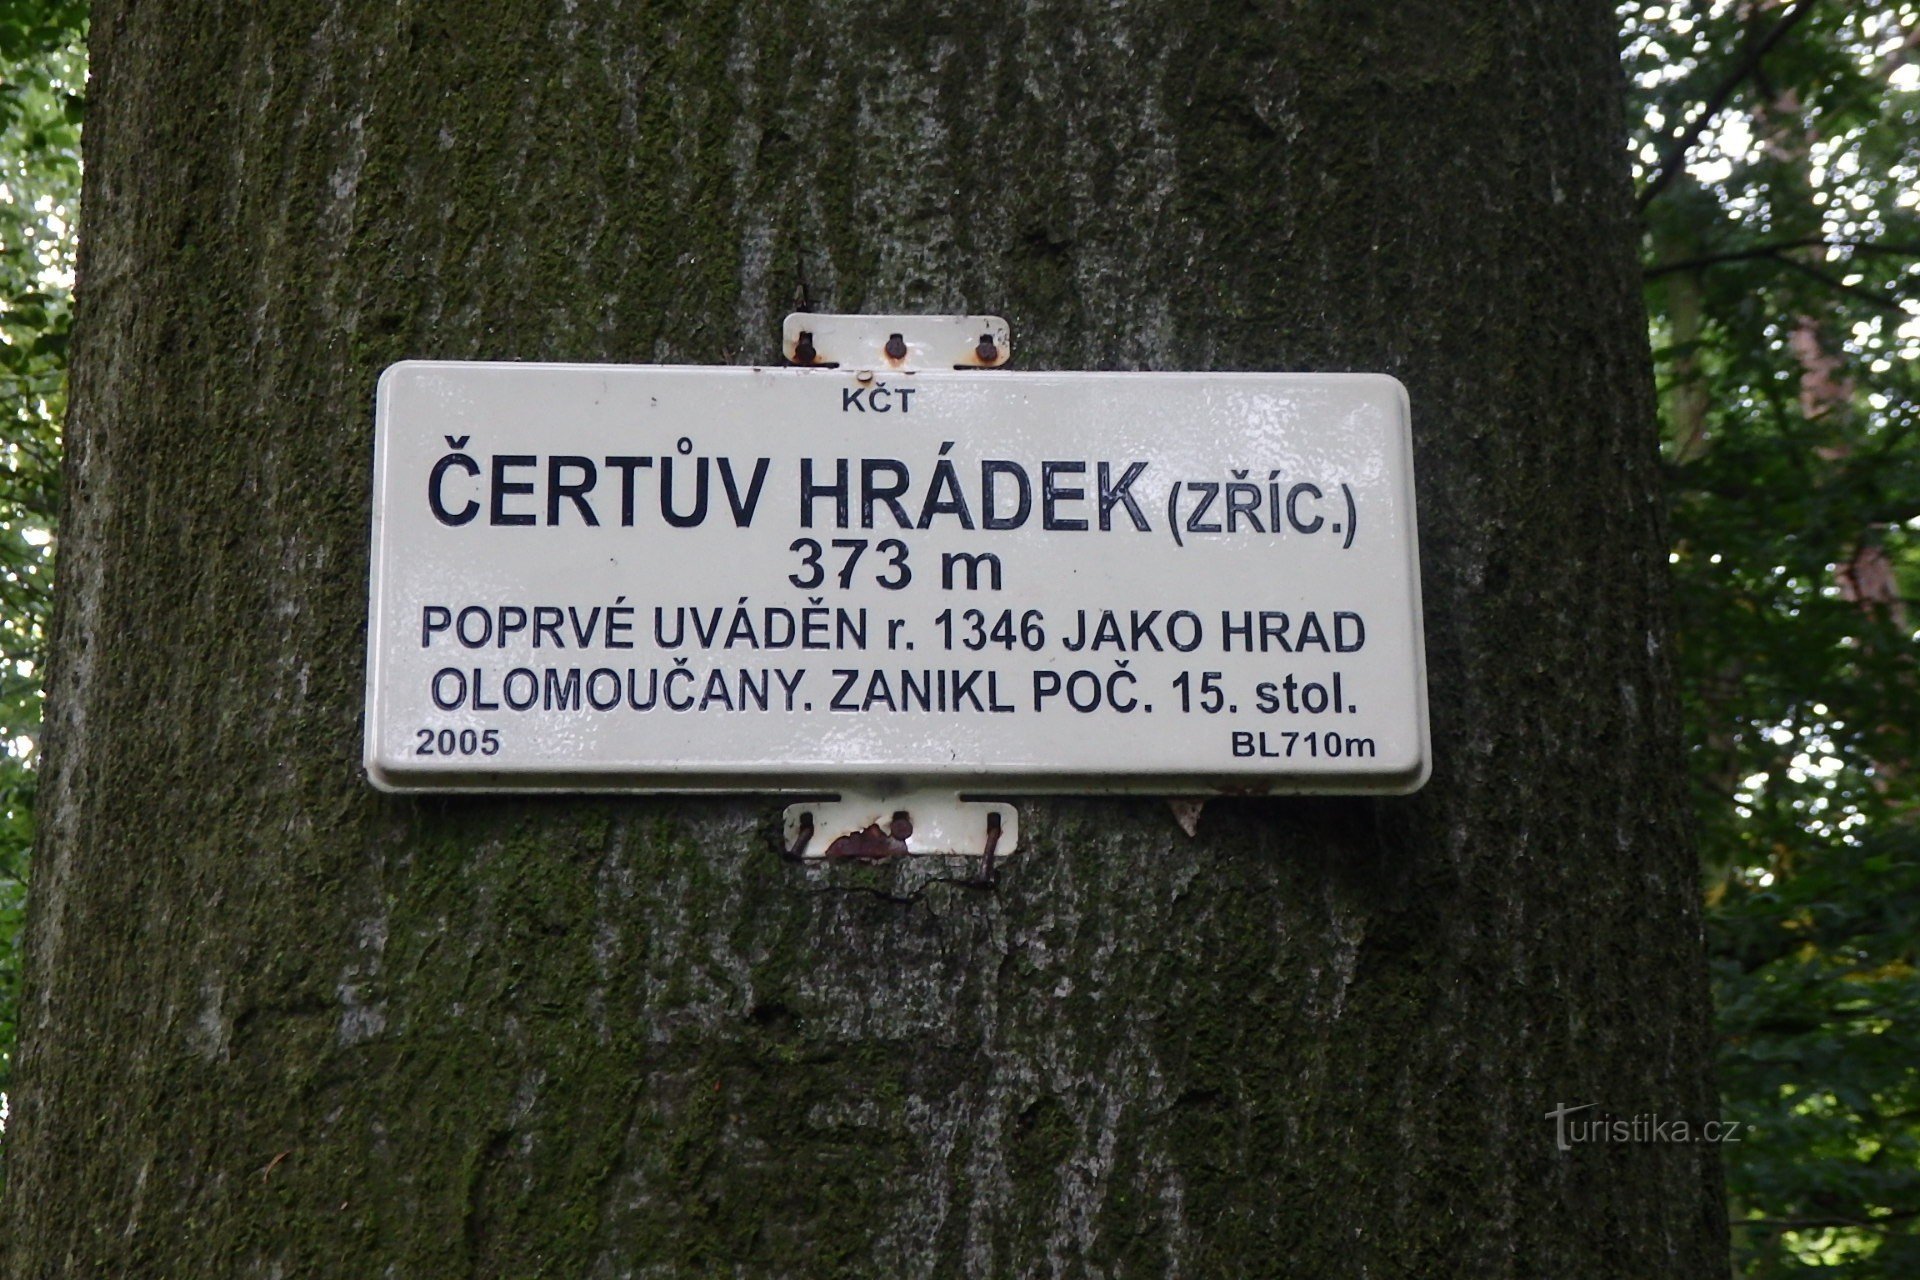 KČT
ČERTŮV HRÁDEK (ZŘÍC.)
373 m
POPRVÉ UVÁDĚN r. 1346 JAKO HRAD
OLOMOUČANY. ZANIKL POČ. 15. stol.
2005 BL710m
Turistika.cz